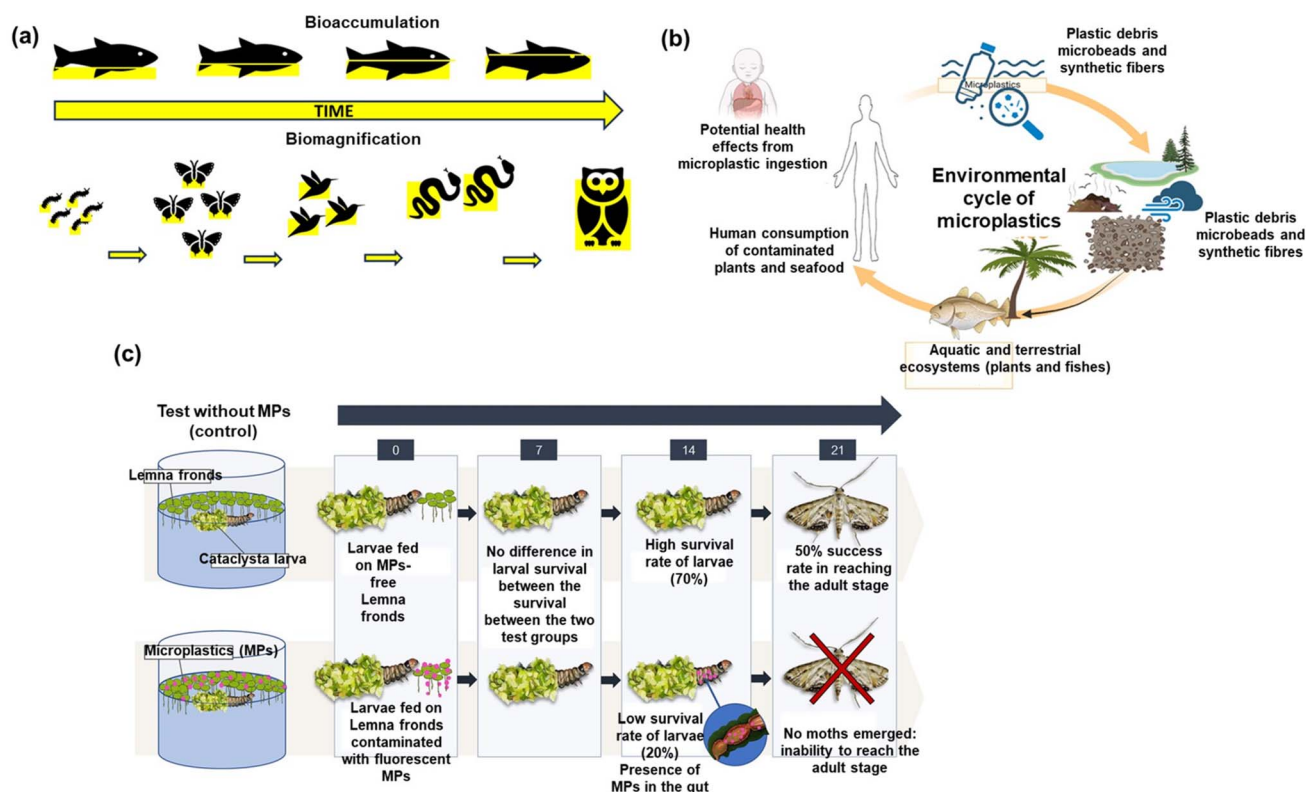 (a)
Bioaccumulation
TIME
Biomagnification
(b)
Plastic debris
microbeads and
synthetic fibers
Microplastics
Potential health
effects from
microplastic ingestion
Environmental
cycle of
microplastics
Human consumption
of contaminated
plants and seafood
Plastic debris
microbeads and
synthetic fibres
Aquatic and terrestrial
ecosystems (plants and fishes)
(c)
Test without MPs
(control)
0
7
14
21
Lemna fronds
Cataclysta larva
Larvae fed
on MPs-
free
Lemna
fronds
No difference in
larval survival
between the
survival
between the two
test groups
High survival
rate of larvae
(70%)
50% success
rate in reaching
the adult stage
Microplastics (MPs)
Larvae fed on
Lemna fronds
contaminated
with fluorescent
MPs
Low survival
rate of larvae
(20%)
Presence of
MPs in the gut
No moths emerged:
inability to reach the
adult stage